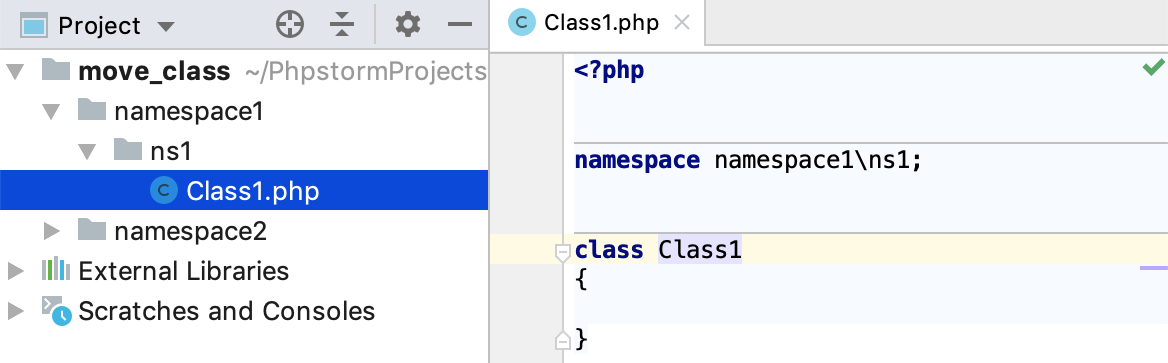 Project
move_class ~/PhpstormProjects
namespace1
ns1
C Class1.php
namespace2
External Libraries
Scratches and Consoles
C Class1.php
<?php
namespace namespace1\ns1;
class Class1
{
}